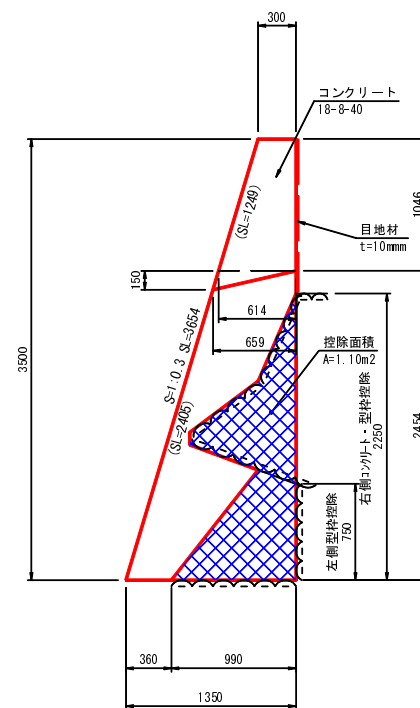 300
コンクリート
18-8-40
(SL=1249)
1046
目地材
t=10mmm
150
614
659
3500
S=1:0.3 SL=3654
(SL=2405)
控除面積
A=1.10m2
右側コンクリート・型枠控除
2250
2454
左側型枠控除
750
360
990
1350